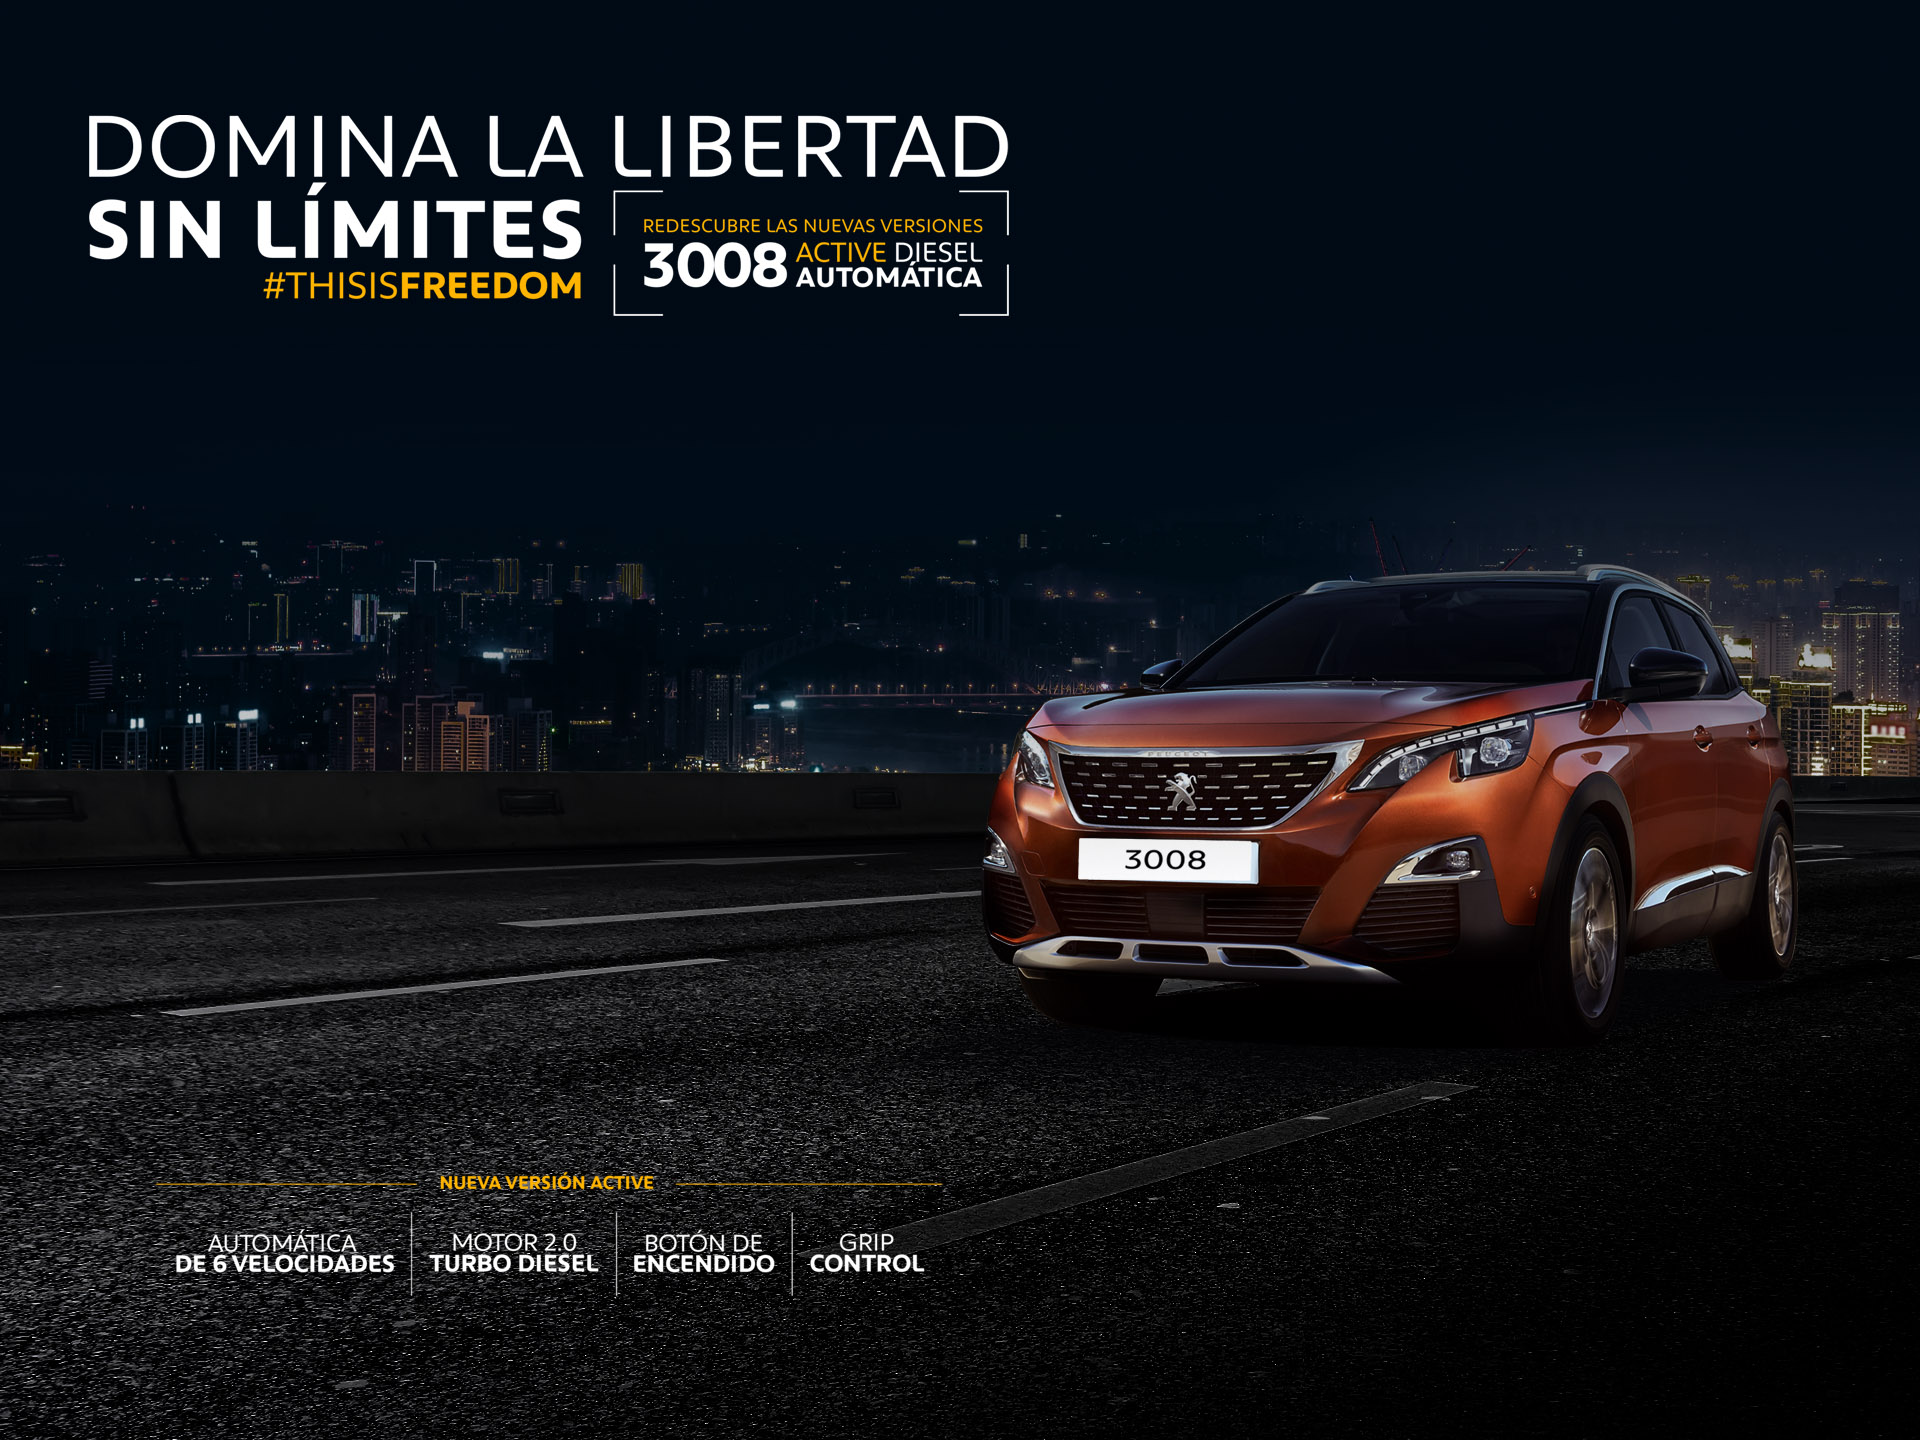 DOMINA LA LIBERTAD
SIN LÍMITES
#THISISFREEDOM
REDESCUBRE LAS NUEVAS VERSIONES
3008 ACTIVE DIESEL
AUTOMÁTICA
PEUGEOT
3008
NUEVA VERSIÓN ACTIVE
AUTOMÁTICA
DE 6 VELOCIDADES
MOTOR 2.0
TURBO DIESEL
BOTÓN DE
ENCENDIDO
GRIP
CONTROL